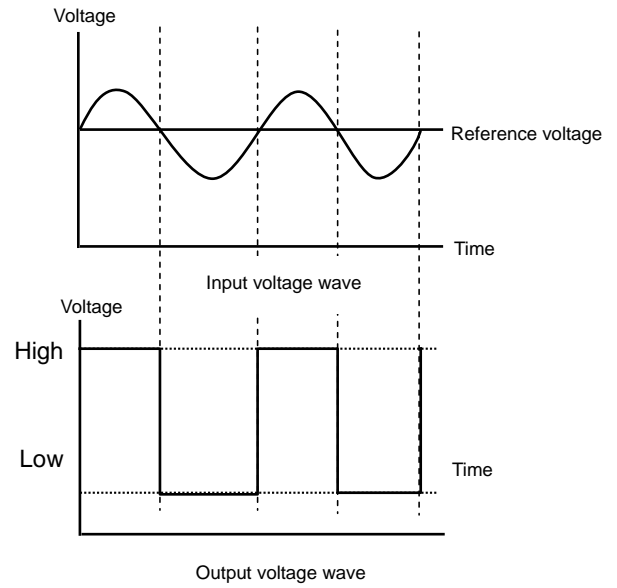 Voltage
Reference voltage
Time
Input voltage wave
Voltage
High
Low
Time
Output voltage wave